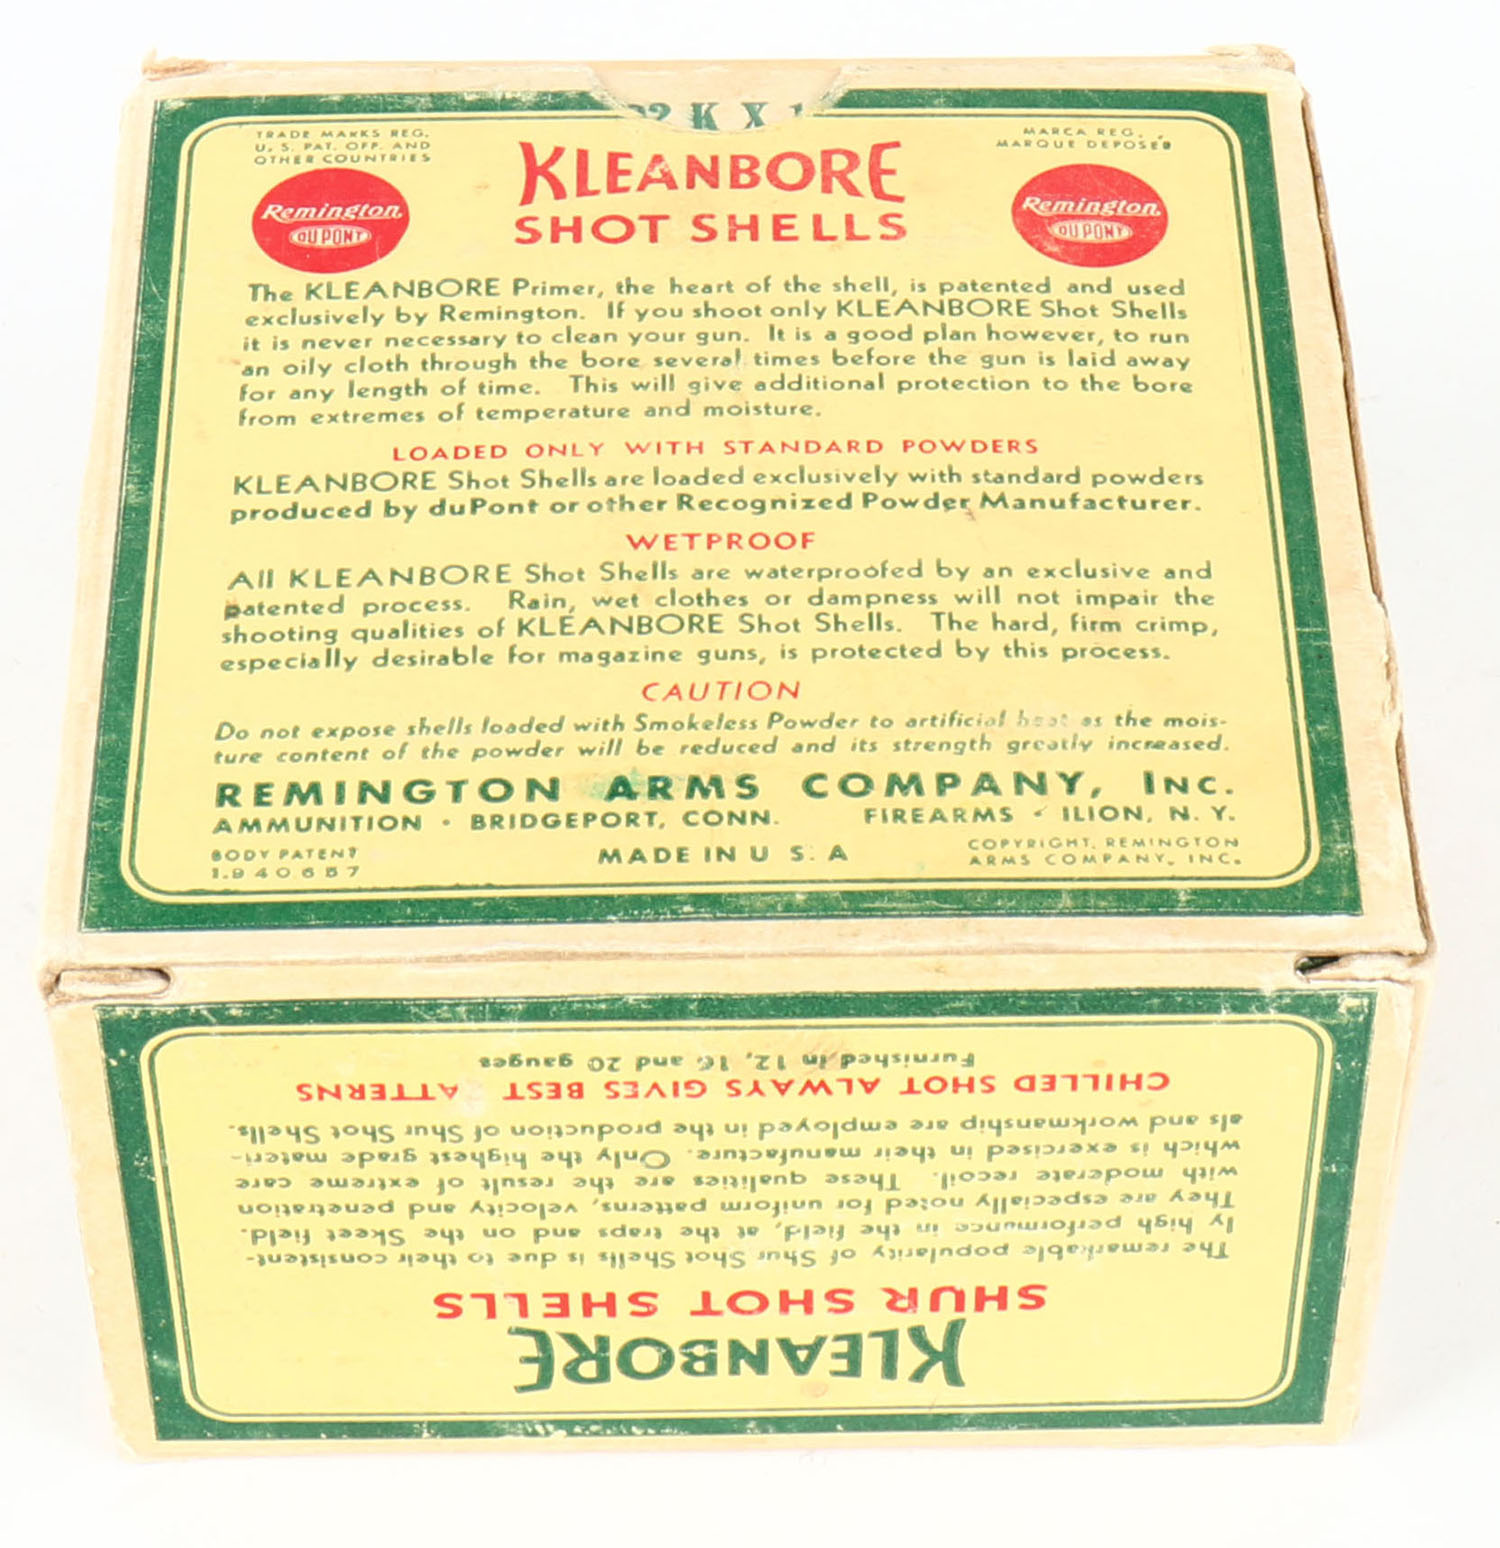 K X
TRADE MARKS REG.
U. S. PAT. OFF. AND
OTHER COUNTRIES
MARCA REG.
MARQUE DEPOSEE
Remington
DU PONT
KLEANBORE
SHOT SHELLS
Remington
DU PONT
The KLEANBORE Primer, the heart of the shell, is patented and used
exclusively by Remington. If you shoot only KLEANBORE Shot Shells
it is never necessary to clean your gun. It is a good plan however, to run
an oily cloth through the bore several times before the gun is laid away
for any length of time. This will give additional protection to the bore
from extremes of temperature and moisture.
LOADED ONLY WITH STANDARD POWDERS
KLEANBORE Shot Shells are loaded exclusively with standard powders
produced by duPont or other Recognized Powder Manufacturer.
WETPROOF
All KLEANBORE Shot Shells are waterproofed by an exclusive and
patented process. Rain, wet clothes or dampness will not impair the
shooting qualities of KLEANBORE Shot Shells. The hard, firm crimp,
especially desirable for magazine guns, is protected by this process.
CAUTION
Do not expose shells loaded with Smokeless Powder to artificial heat as the mois-
ture content of the powder will be reduced and its strength greatly increased.
REMINGTON ARMS COMPANY, INC.
AMMUNITION · BRIDGEPORT, CONN. FIREARMS · ILION, N. Y.
BODY PATENT
1.940657
MADE IN U S. A
COPYRIGHT, REMINGTON
ARMS COMPANY, INC.
KLEANBORE
SHUR SHOT SHELLS
The remarkable popularity of Shur Shot Shells is due to their consistent-
ly high performance in the field, at the traps and on the Skeet field.
They are especially noted for uniform patterns, velocity and penetration
with moderate recoil. These qualities are the result of extreme care
which is exercised in their manufacture. Only the highest grade materi-
als and workmanship are employed in the production of Shur Shot Shells.
CHILLED SHOT ALWAYS GIVES BEST ATTERNS
Furnished in 12, 16 and 20 gauges